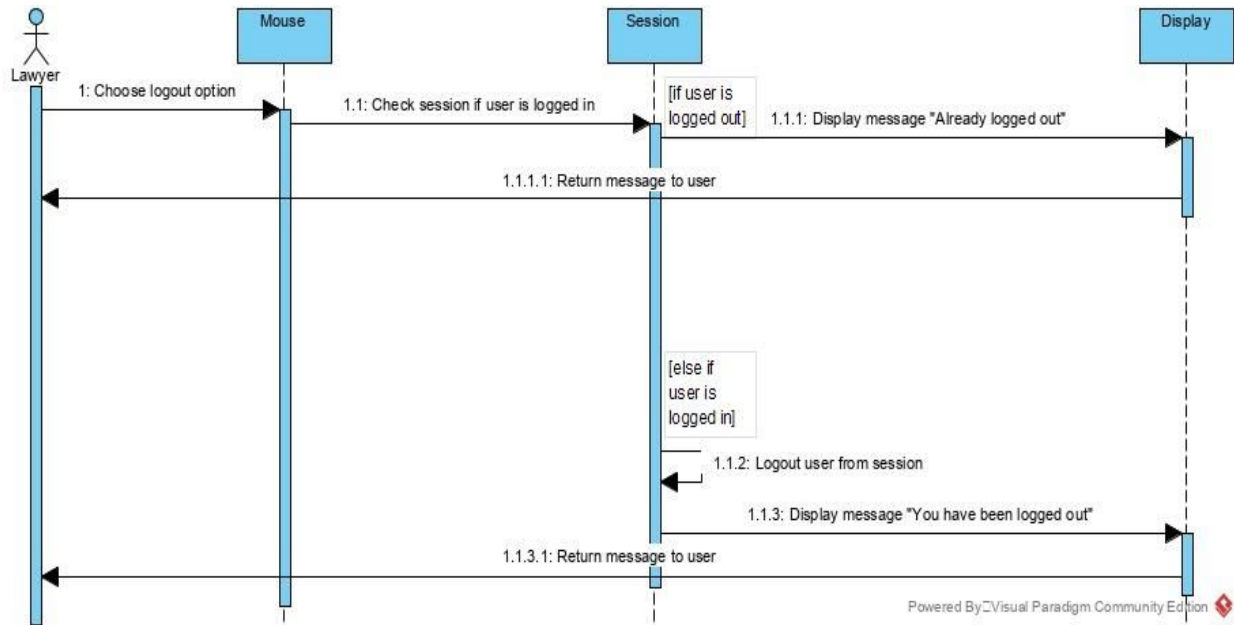 Mouse
Session
Display
Lawyer
1: Choose logout option
1.1: Check session if user is logged in
[if user is
logged out]
1.1.1: Display message "Already logged out"
1.1.1.1: Return message to user
[else if
user is
logged in]
1.1.2: Logout user from session
1.1.3: Display message "You have been logged out"
1.1.3.1: Return message to user
Powered By Visual Paradigm Community Edition